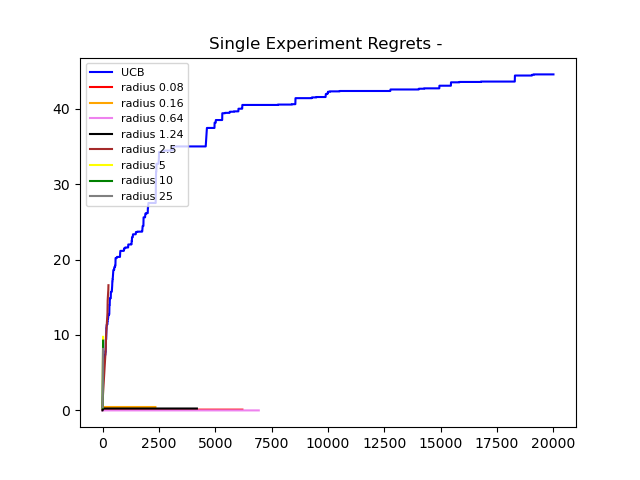 Single Experiment Regrets -
UCB
radius 0.08
radius 0.16
radius 0.64
radius 1.24
radius 2.5
radius 5
radius 10
radius 25
40
30
20
10
0
0 2500 5000 7500 10000 12500 15000 17500 20000